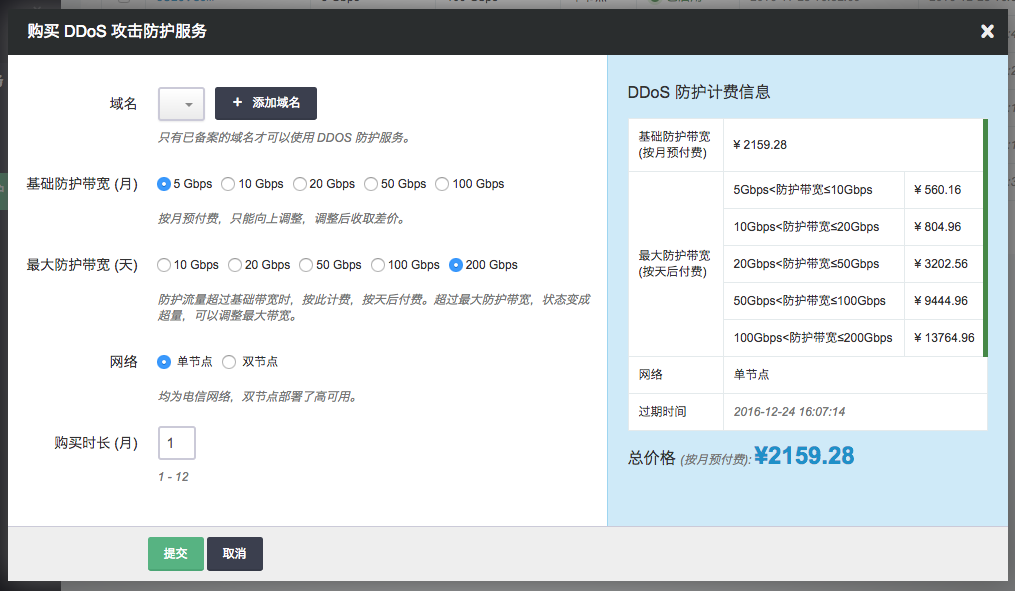 购买 DDoS 攻击防护服务
域名
添加域名
只有已备案的域名才可以使用 DDOS 防护服务。
基础防护带宽 (月)
5 Gbps 10 Gbps 20 Gbps 50 Gbps 100 Gbps
按月预付费，只能向上调整，调整后收取差价。
最大防护带宽 (天)
10 Gbps 20 Gbps 50 Gbps 100 Gbps 200 Gbps
防护流量超过基础带宽时，按此计费，按天后付费。超过最大防护带宽，状态变成
超量，可以调整最大带宽。
网络
单节点 双节点
均为电信网络，双节点部署了高可用。
购买时长 (月)
1
1 - 12
提交 取消
DDoS 防护计费信息
基础防护带宽
(按月预付费)
¥ 2159.28
最大防护带宽
(按天后付费)
5Gbps<防护带宽≤10Gbps ¥ 560.16
10Gbps<防护带宽≤20Gbps ¥ 804.96
20Gbps<防护带宽≤50Gbps ¥ 3202.56
50Gbps<防护带宽≤100Gbps ¥ 9444.96
100Gbps<防护带宽≤200Gbps ¥ 13764.96
网络 单节点
过期时间 2016-12-24 16:07:14
总价格 (按月预付费): ¥2159.28